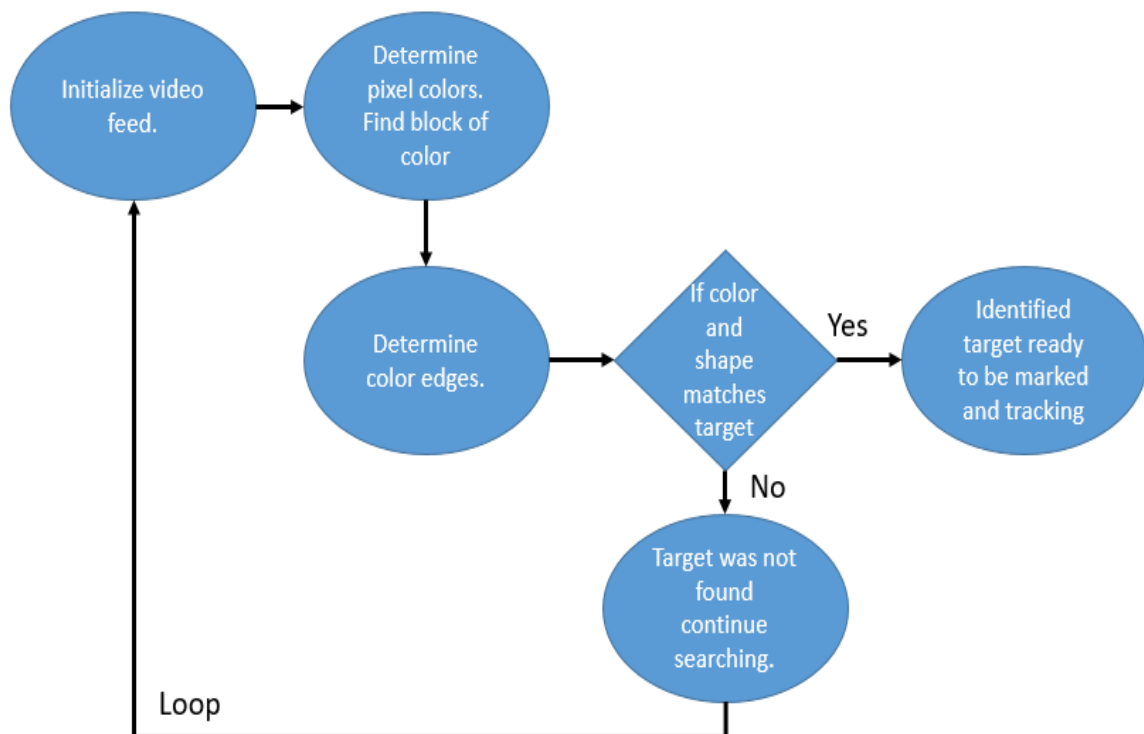 Initialize video
feed.
Determine
pixel colors.
Find block of
color
Determine
color edges.
If color
and
shape
matches
target
Yes
Identified
target ready
to be marked
and tracking
No
Target was not
found
continue
searching.
Loop